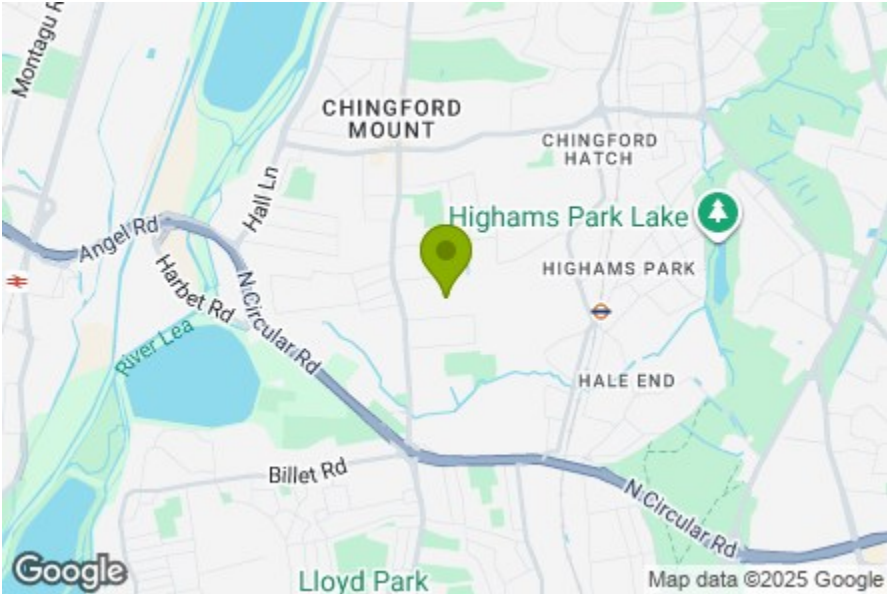 Montagu R
CHINGFORD
MOUNT
CHINGFORD
HATCH
Hall Ln
Highams Park Lake
Angel Rd
HIGHAMS PARK
Harbet Rd
N Circular Rd
River Lea
HALE END
Billet Rd
N Circular Rd
Google
Lloyd Park
Map data ©2025 Google